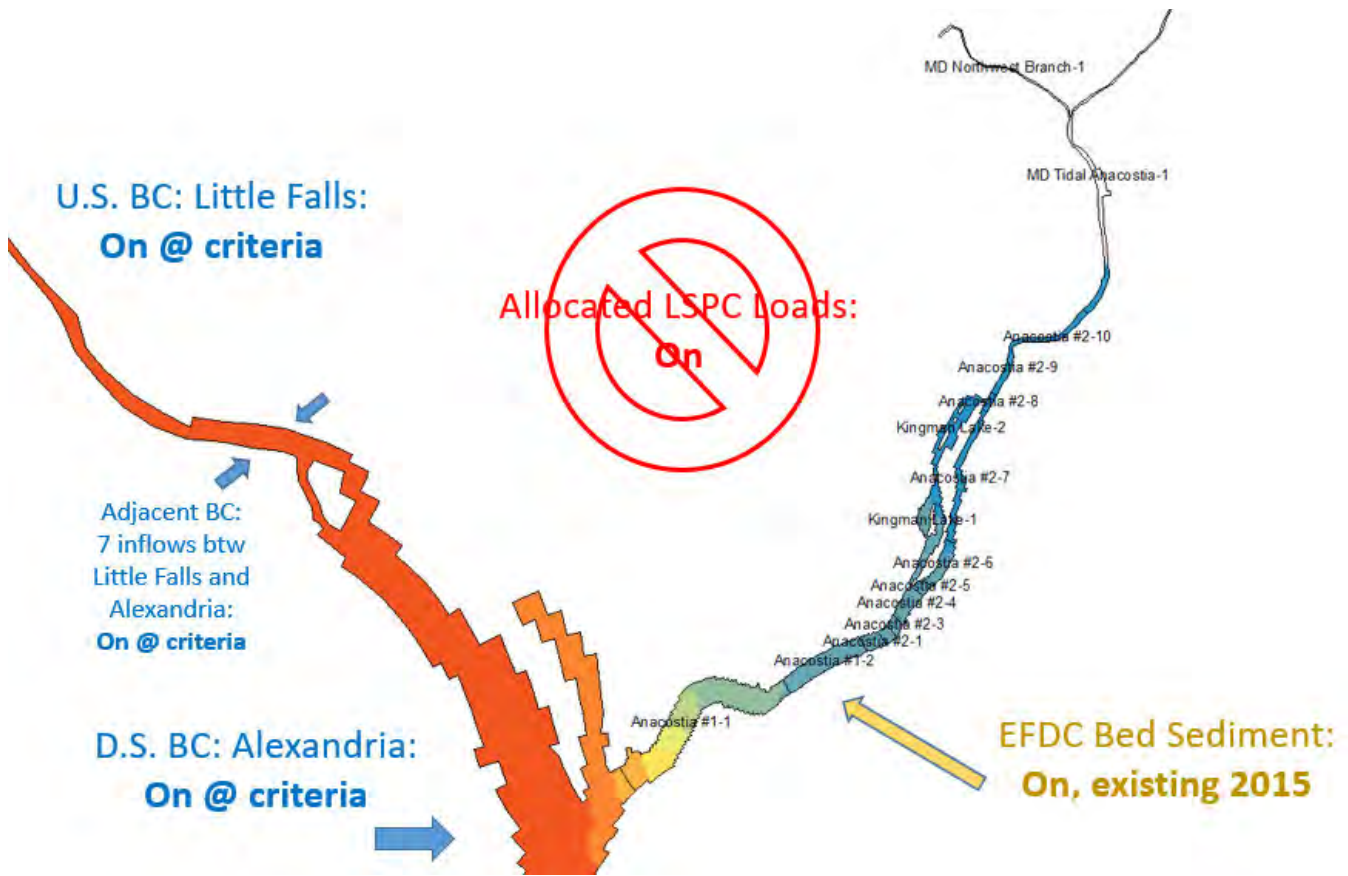 MD Northwest Branch-1
MD Tidal Anacostia-1
U.S. BC: Little Falls:
On @ criteria
Allocated LSPC Loads:
On
Anacostia #2-10
Anacostia #2-9
Anacostia #2-8
Kingman Lake-2
Anacostia #2-7
Kingman Lake-1
Anacostia #2-6
Anacostia #2-5
Anacostia #2-4
Anacostia #2-3
Anacostia #2-1
Anacostia #1-2
Anacostia #1-1
Adjacent BC:
7 inflows btw
Little Falls and
Alexandria:
On @ criteria
D.S. BC: Alexandria:
On @ criteria
EFDC Bed Sediment:
On, existing 2015